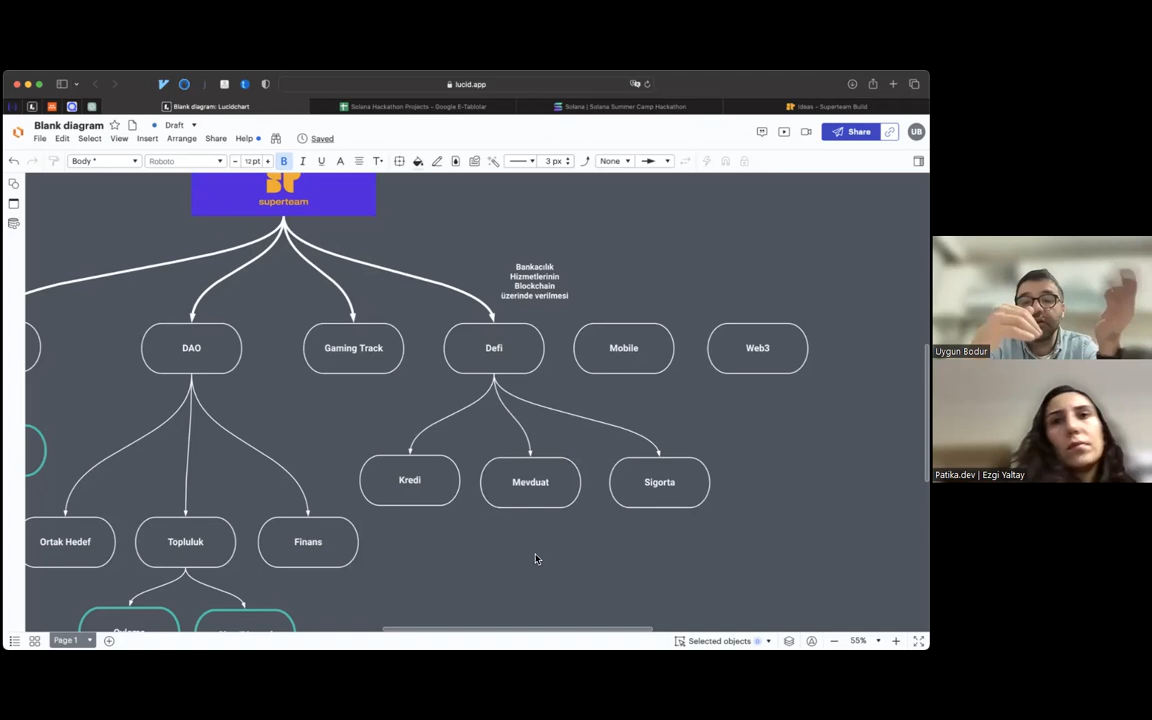 lucid.app
Blank diagram: Lucidchart
Solana Hackathon Projects – Google E-Tablolar
Solana | Solana Summer Camp Hackathon
Ideas – Superteam Build
Blank diagram
Draft
File Edit Select View Insert Arrange Share Help
Saved
Share
UB
Body *
Roboto
12 pt
B I U A T
3 px
None
superteam
Bankacılık
Hizmetlerinin
Blockchain
üzerinde verilmesi
DAO
Gaming Track
Defi
Mobile
Web3
Kredi
Mevduat
Sigorta
Ortak Hedef
Topluluk
Finans
Uygun Bodur
Patika.dev | Ezgi Yaltay
Page 1
Selected objects 0
55%